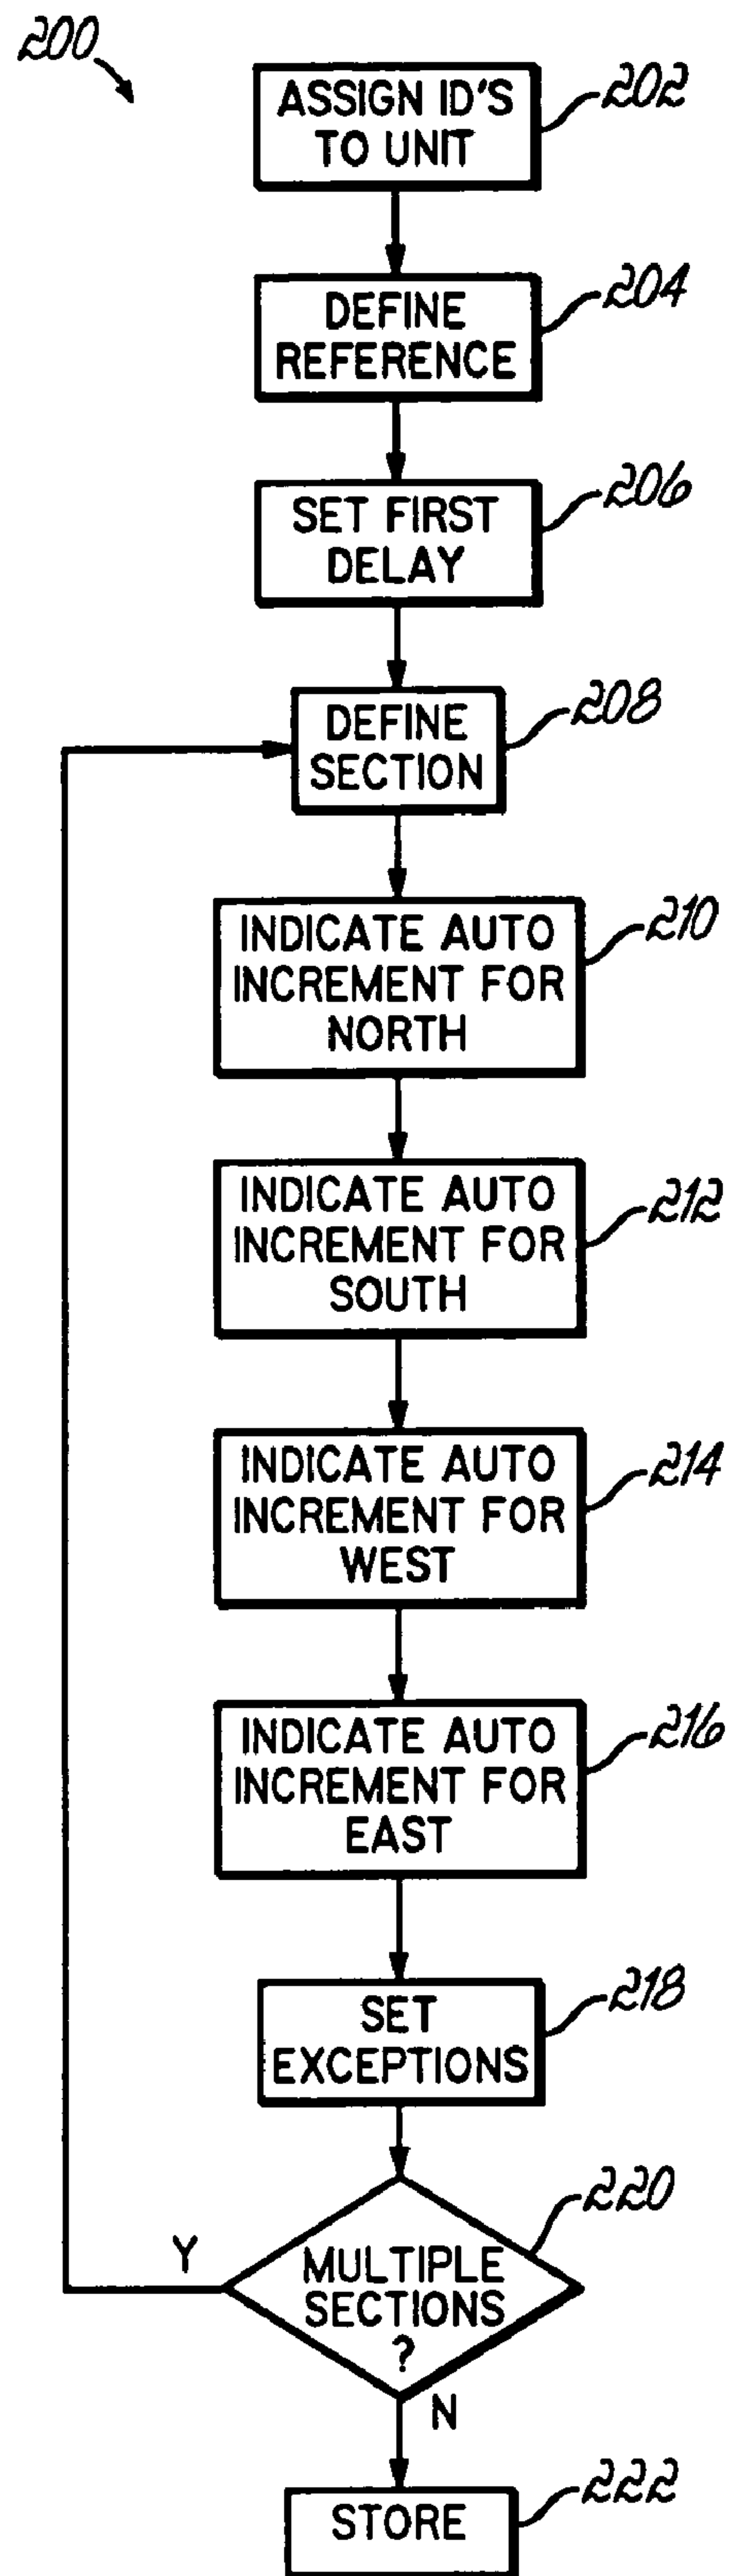 200
ASSIGN ID'S
TO UNIT
202
DEFINE
REFERENCE
204
SET FIRST
DELAY
206
DEFINE
SECTION
208
INDICATE AUTO
INCREMENT FOR
NORTH
210
INDICATE AUTO
INCREMENT FOR
SOUTH
212
INDICATE AUTO
INCREMENT FOR
WEST
214
INDICATE AUTO
INCREMENT FOR
EAST
216
SET
EXCEPTIONS
218
MULTIPLE
SECTIONS
?
220
Y
N
STORE
222